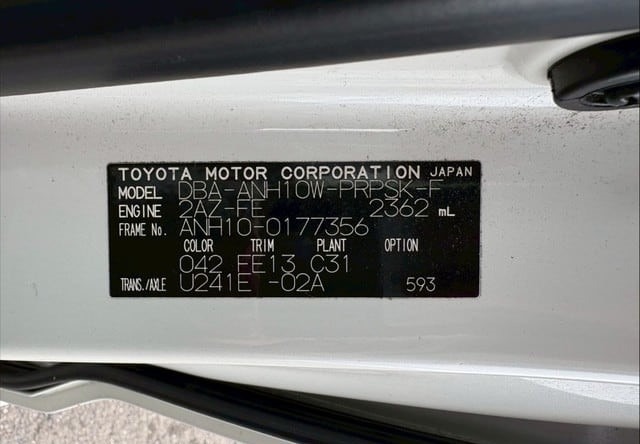 TOYOTA MOTOR CORPORATION JAPAN
MODEL DBA-ANH10W-PRPSK-F
ENGINE 2AZ-FE 2362 mL
FRAME No. ANH10-0177356
COLOR TRIM PLANT OPTION
042 FE13 C31
TRANS./AXLE U241E -02A 593